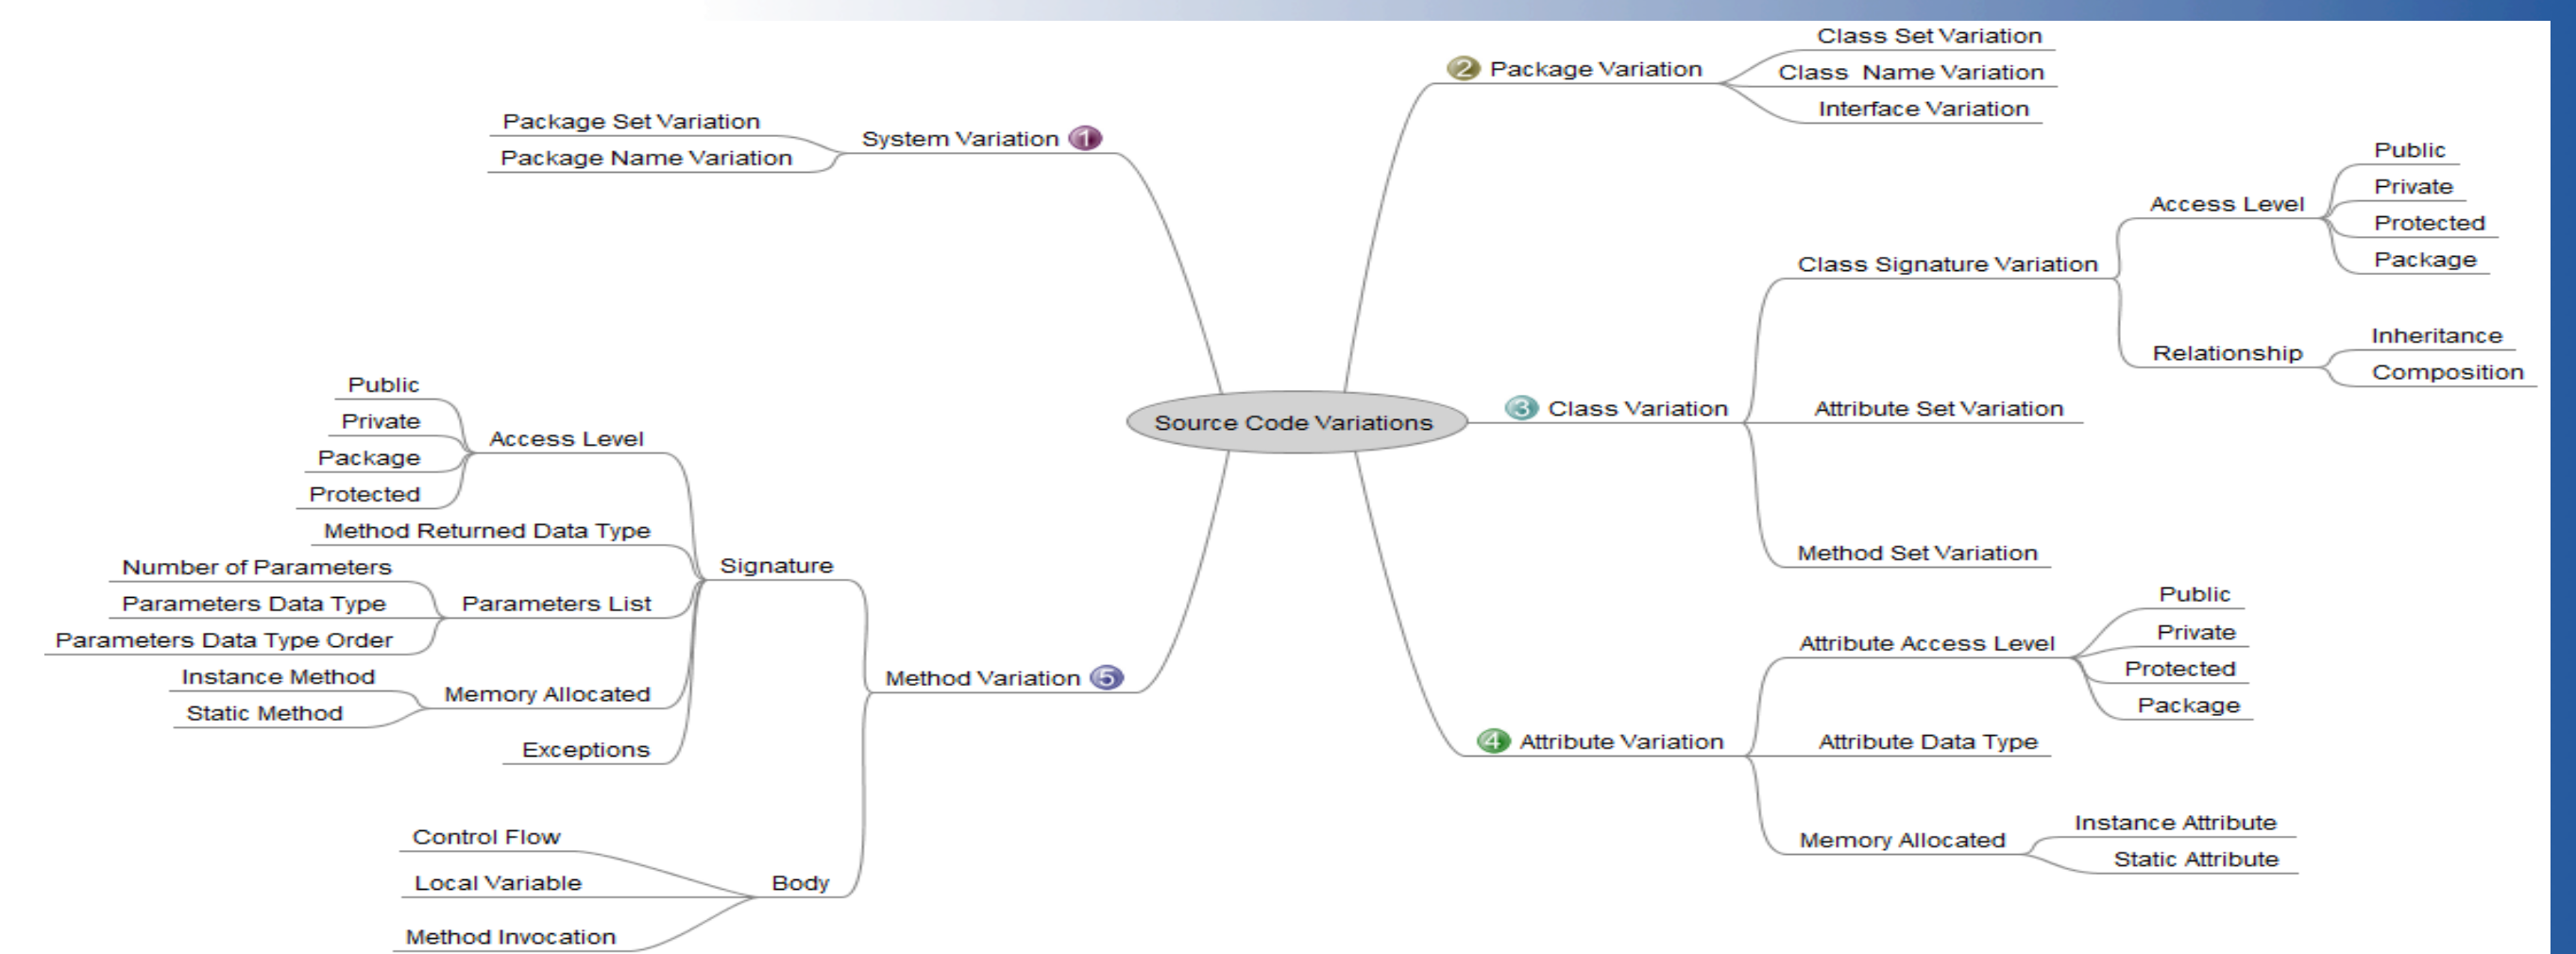 Source Code Variations
1 System Variation
Package Set Variation
Package Name Variation
2 Package Variation
Class Set Variation
Class  Name Variation
Interface Variation
3 Class Variation
Class Signature Variation
Access Level
Public
Private
Protected
Package
Relationship
Inheritance
Composition
Attribute Set Variation
Method Set Variation
4 Attribute Variation
Attribute Access Level
Public
Private
Protected
Package
Attribute Data Type
Memory Allocated
Instance Attribute
Static Attribute
Method Variation 5
Signature
Access Level
Public
Private
Package
Protected
Method Returned Data Type
Parameters List
Number of Parameters
Parameters Data Type
Parameters Data Type Order
Memory Allocated
Instance Method
Static Method
Exceptions
Body
Control Flow
Local Variable
Method Invocation